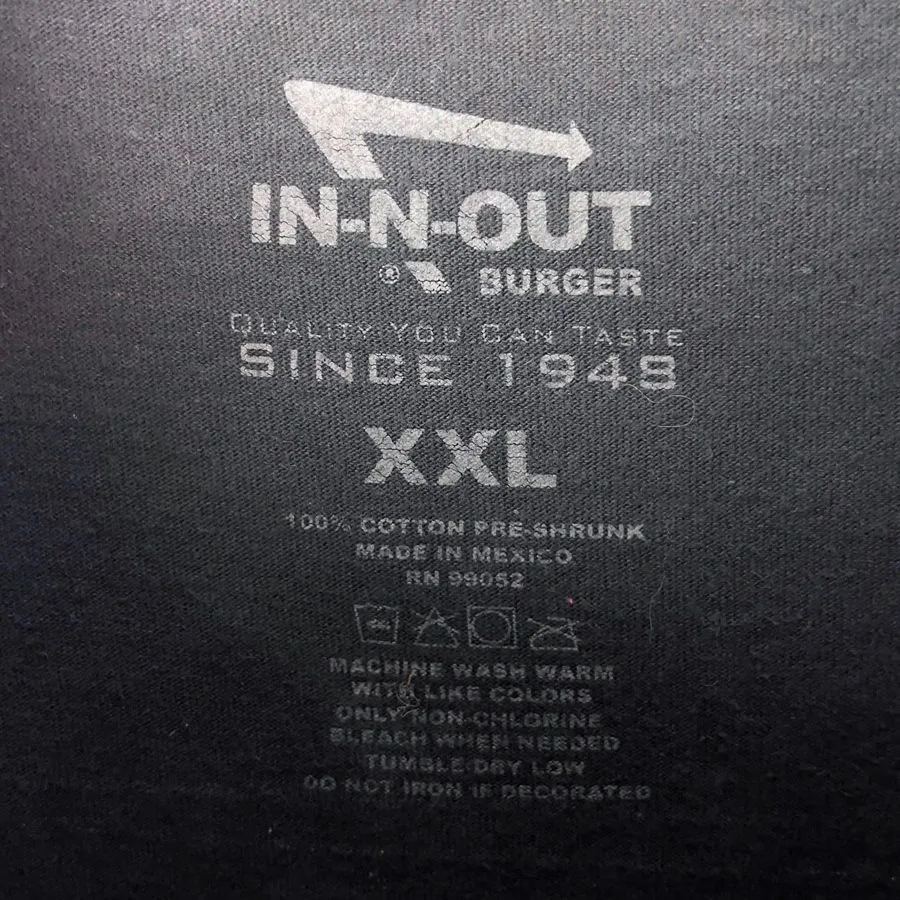 IN-N-OUT
® BURGER
QUALITY YOU CAN TASTE
SINCE 1948
XXL
100% COTTON PRE-SHRUNK
MADE IN MEXICO
RN 99052
MACHINE WASH WARM
WITH LIKE COLORS
ONLY NON-CHLORINE
BLEACH WHEN NEEDED
TUMBLE DRY LOW
DO NOT IRON IF DECORATED